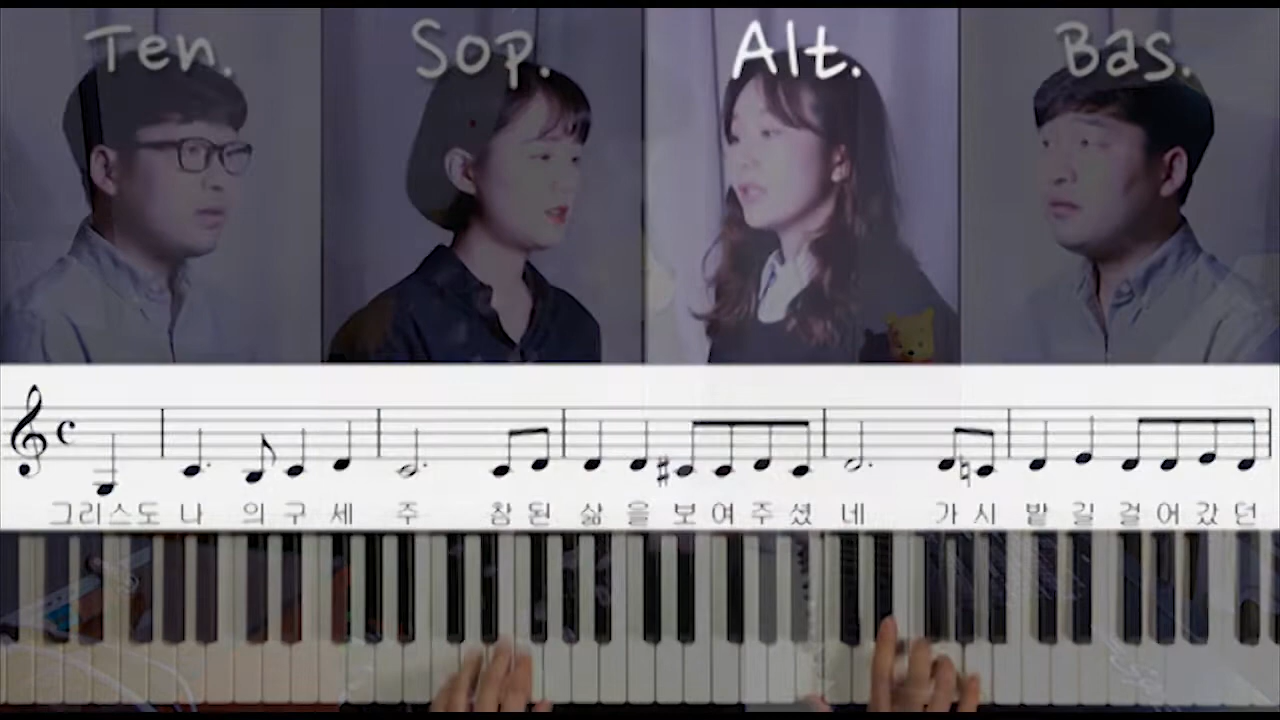 Ten. Sop. Alt. Bas.
그리스도 나 의 구 세 주 참 된 삶 을 보 여 주 셨 네 가 시 밭 길 걸 어 갔 던